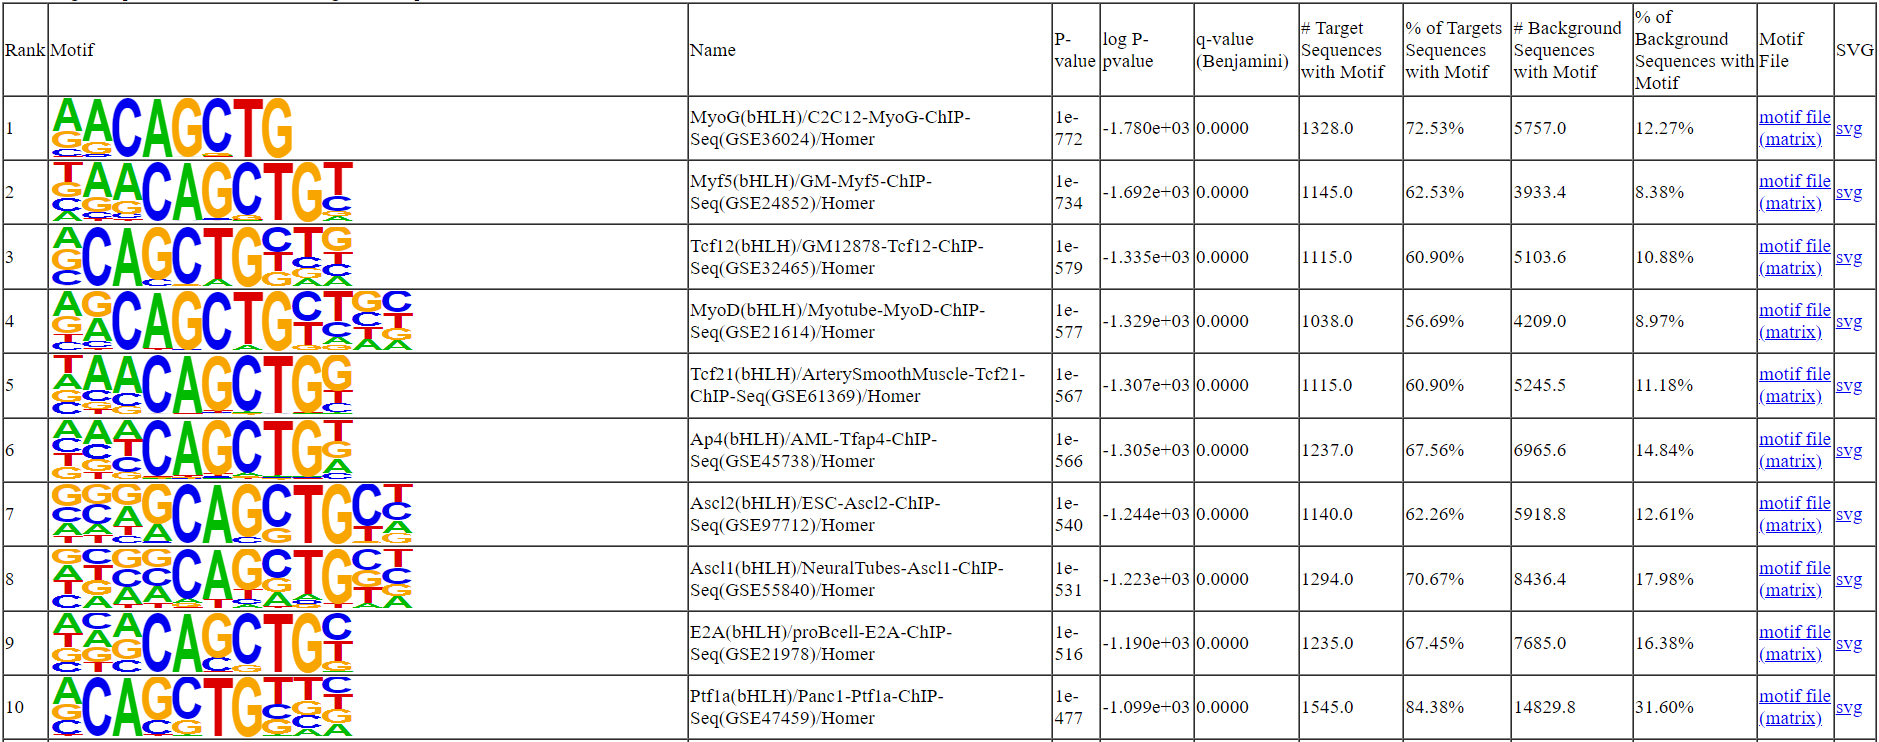 Rank
Motif
Name
P-
value
log P-
pvalue
q-value
(Benjamini)
# Target
Sequences
with Motif
% of Targets
Sequences
with Motif
# Background
Sequences
with Motif
% of
Background
Sequences with
Motif
Motif
File
SVG
1
MyoG(bHLH)/C2C12-MyoG-ChIP-
Seq(GSE36024)/Homer
1e-
772
-1.780e+03
0.0000
1328.0
72.53%
5757.0
12.27%
motif file
(matrix)
svg
2
Myf5(bHLH)/GM-Myf5-ChIP-
Seq(GSE24852)/Homer
1e-
734
-1.692e+03
0.0000
1145.0
62.53%
3933.4
8.38%
motif file
(matrix)
svg
3
Tcf12(bHLH)/GM12878-Tcf12-ChIP-
Seq(GSE32465)/Homer
1e-
579
-1.335e+03
0.0000
1115.0
60.90%
5103.6
10.88%
motif file
(matrix)
svg
4
MyoD(bHLH)/Myotube-MyoD-ChIP-
Seq(GSE21614)/Homer
1e-
577
-1.329e+03
0.0000
1038.0
56.69%
4209.0
8.97%
motif file
(matrix)
svg
5
Tcf21(bHLH)/ArterySmoothMuscle-Tcf21-
ChIP-Seq(GSE61369)/Homer
1e-
567
-1.307e+03
0.0000
1115.0
60.90%
5245.5
11.18%
motif file
(matrix)
svg
6
Ap4(bHLH)/AML-Tfap4-ChIP-
Seq(GSE45738)/Homer
1e-
566
-1.305e+03
0.0000
1237.0
67.56%
6965.6
14.84%
motif file
(matrix)
svg
7
Ascl2(bHLH)/ESC-Ascl2-ChIP-
Seq(GSE97712)/Homer
1e-
540
-1.244e+03
0.0000
1140.0
62.26%
5918.8
12.61%
motif file
(matrix)
svg
8
Ascl1(bHLH)/NeuralTubes-Ascl1-ChIP-
Seq(GSE55840)/Homer
1e-
531
-1.223e+03
0.0000
1294.0
70.67%
8436.4
17.98%
motif file
(matrix)
svg
9
E2A(bHLH)/proBcell-E2A-ChIP-
Seq(GSE21978)/Homer
1e-
516
-1.190e+03
0.0000
1235.0
67.45%
7685.0
16.38%
motif file
(matrix)
svg
10
Ptf1a(bHLH)/Panc1-Ptf1a-ChIP-
Seq(GSE47459)/Homer
1e-
477
-1.099e+03
0.0000
1545.0
84.38%
14829.8
31.60%
motif file
(matrix)
svg